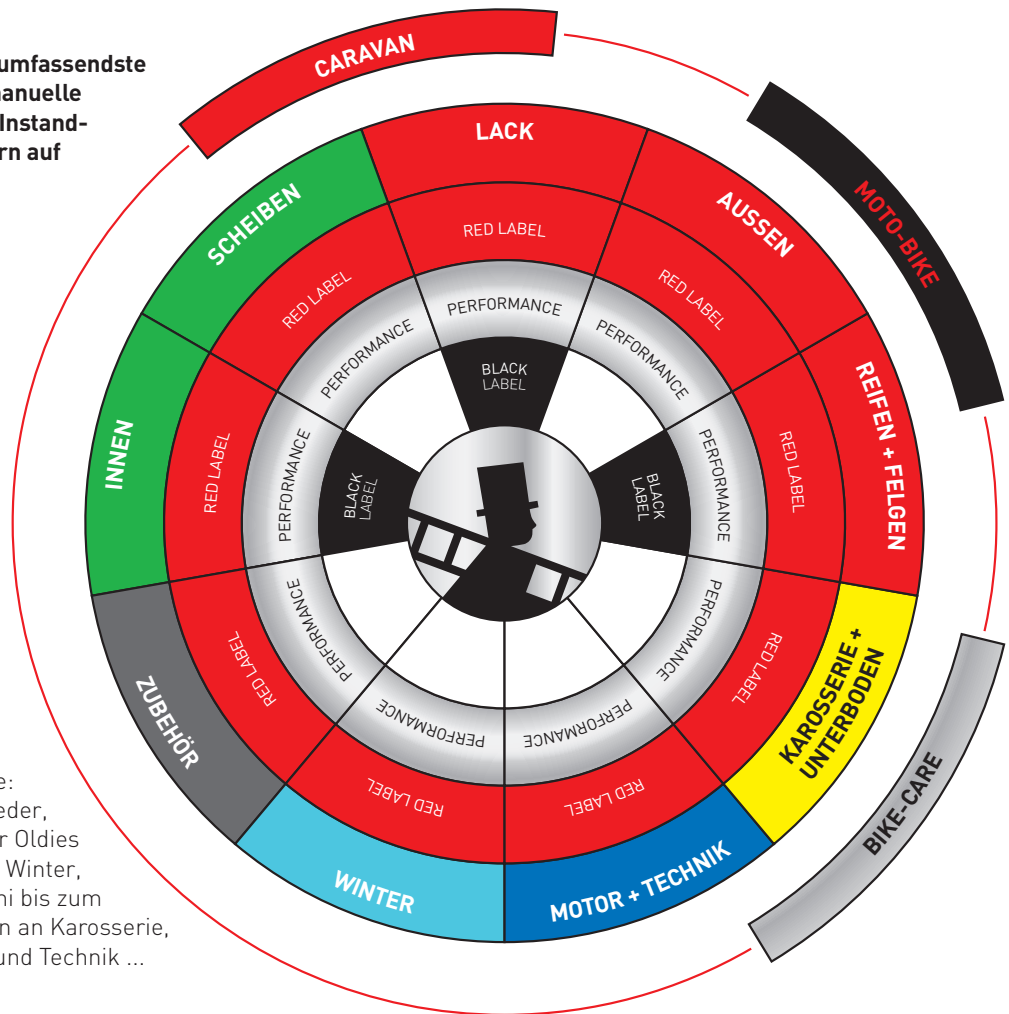 umfassendste
anuelle
Instand-
rn auf
CARAVAN
MOTO-BIKE
BIKE-CARE
LACK
AUSSEN
REIFEN + FELGEN
KAROSSERIE +
UNTERBODEN
MOTOR + TECHNIK
WINTER
ZUBEHÖR
INNEN
SCHEIBEN
RED LABEL
RED LABEL
RED LABEL
RED LABEL
RED LABEL
RED LABEL
RED LABEL
RED LABEL
RED LABEL
PERFORMANCE
PERFORMANCE
PERFORMANCE
PERFORMANCE
PERFORMANCE
PERFORMANCE
PERFORMANCE
PERFORMANCE
PERFORMANCE
BLACK
LABEL
BLACK
LABEL
BLACK
LABEL
e:
eder,
r Oldies
Winter,
ni bis zum
n an Karosserie,
und Technik ...